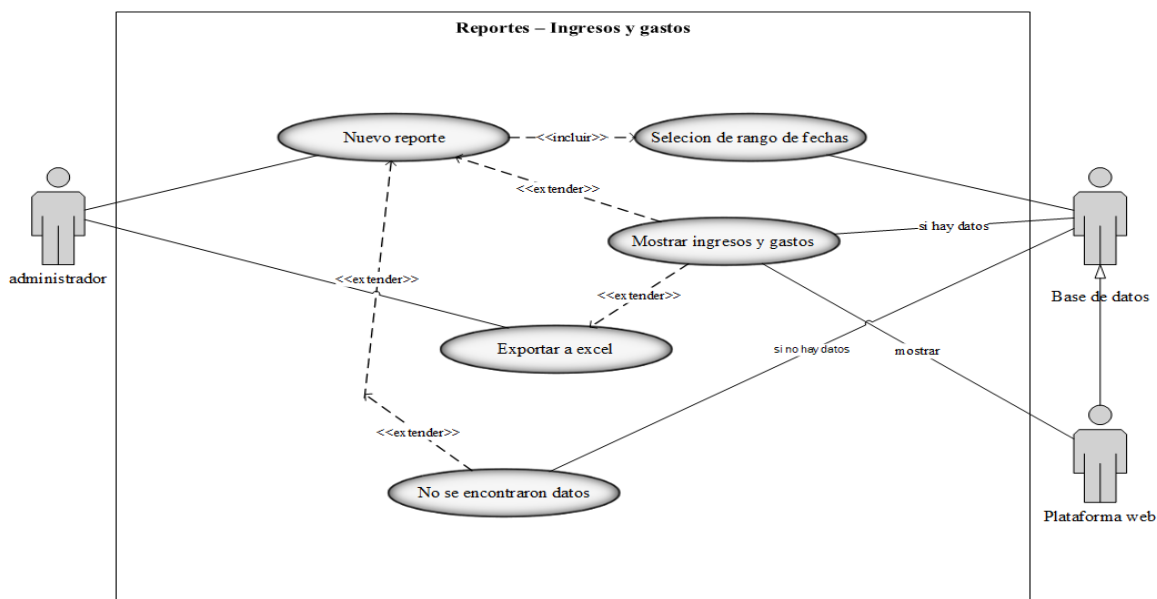 Reportes – Ingresos y gastos
Nuevo reporte
<<incluir>>
Selecion de rango de fechas
<<extender>>
Mostrar ingresos y gastos
si hay datos
administrador
<<extender>>
<<extender>>
Base de datos
Exportar a excel
si no hay datos
mostrar
<<extender>>
No se encontraron datos
Plataforma web